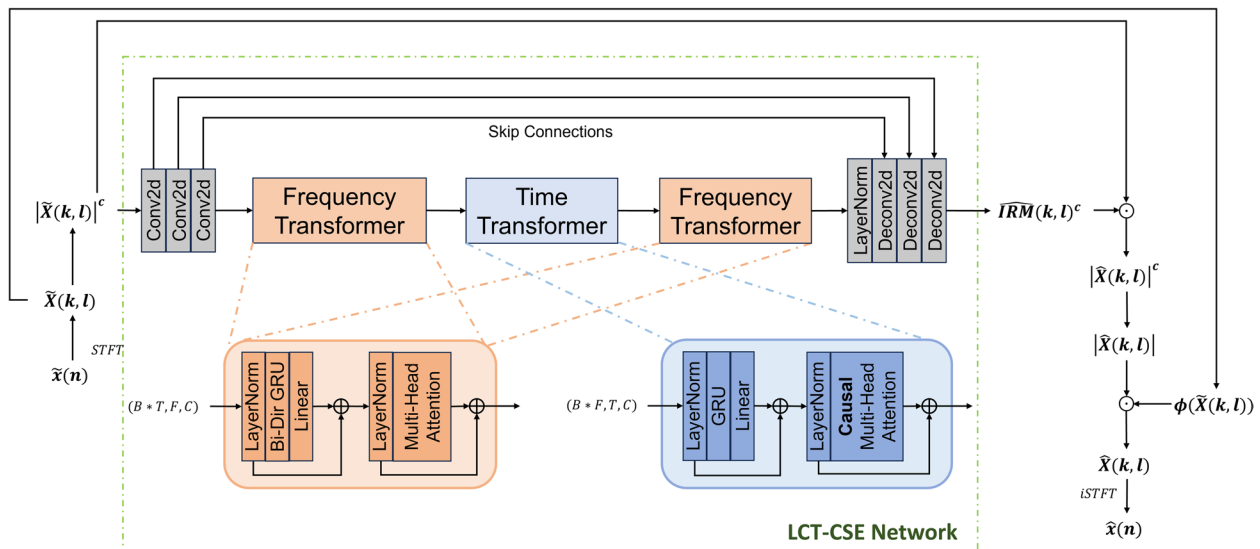 Skip Connections
|X̃(k, l)|ᶜ
Conv2d
Conv2d
Conv2d
Frequency
Transformer
Time
Transformer
Frequency
Transformer
LayerNorm
Deconv2d
Deconv2d
Deconv2d
ÎRM(k, l)ᶜ
⊙
|X̂(k, l)|ᶜ
X̃(k, l)
STFT
x̃(n)
|X̂(k, l)|
(B * T, F, C)
LayerNorm
Bi-Dir GRU
Linear
⊕
LayerNorm
Multi-Head
Attention
⊕
(B * F, T, C)
LayerNorm
GRU
Linear
⊕
LayerNorm
Causal
Multi-Head
Attention
⊕
⊙
ϕ(X̃(k, l))
X̂(k, l)
iSTFT
x̂(n)
LCT-CSE Network